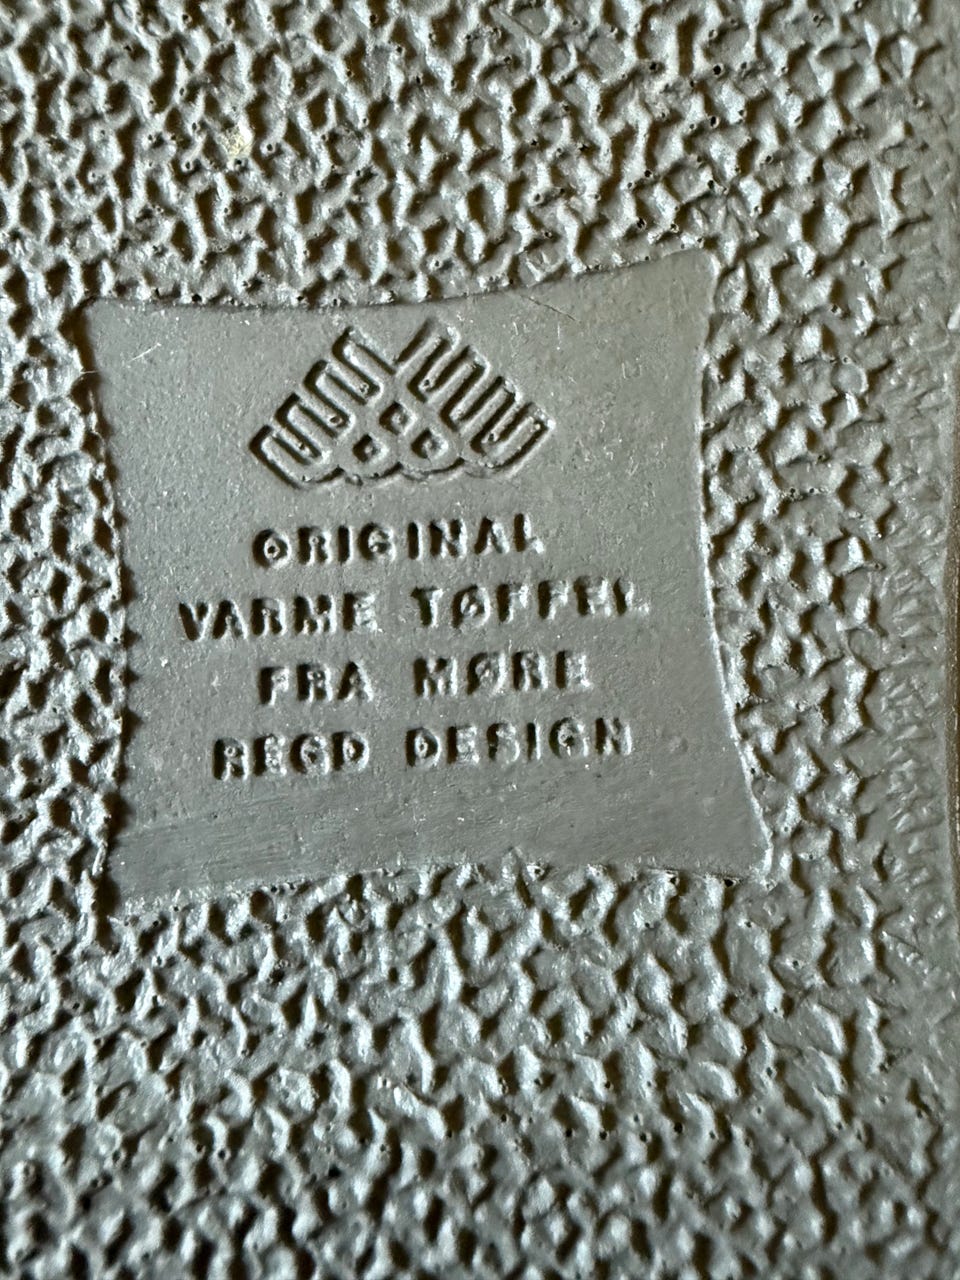 ORIGINAL
VARME TØFFEL
FRA MØRE
REGD DESIGN